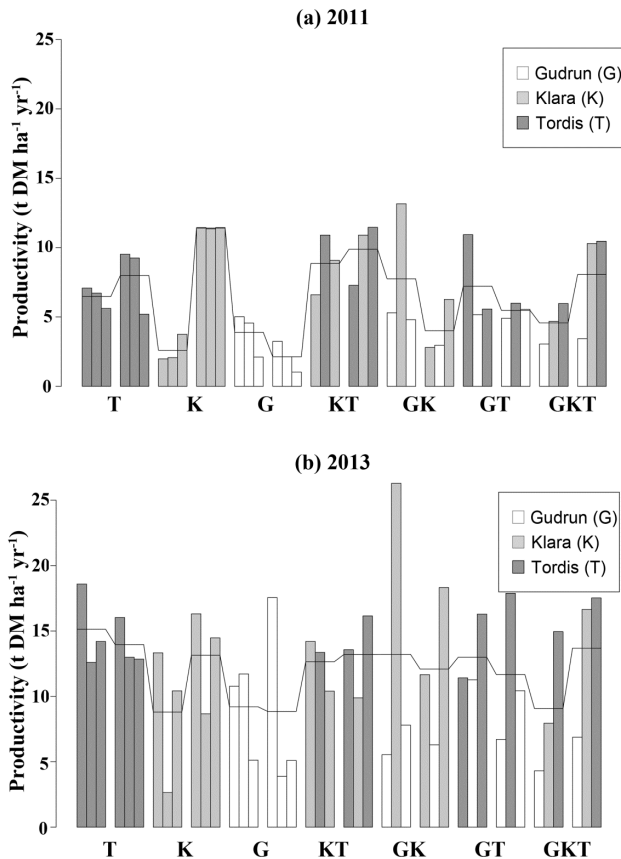 (a) 2011
Productivity (t DM ha⁻¹ yr⁻¹)
25
20
15
10
5
0
Gudrun (G)
Klara (K)
Tordis (T)
T K G KT GK GT GKT
(b) 2013
Productivity (t DM ha⁻¹ yr⁻¹)
25
20
15
10
5
0
Gudrun (G)
Klara (K)
Tordis (T)
T K G KT GK GT GKT